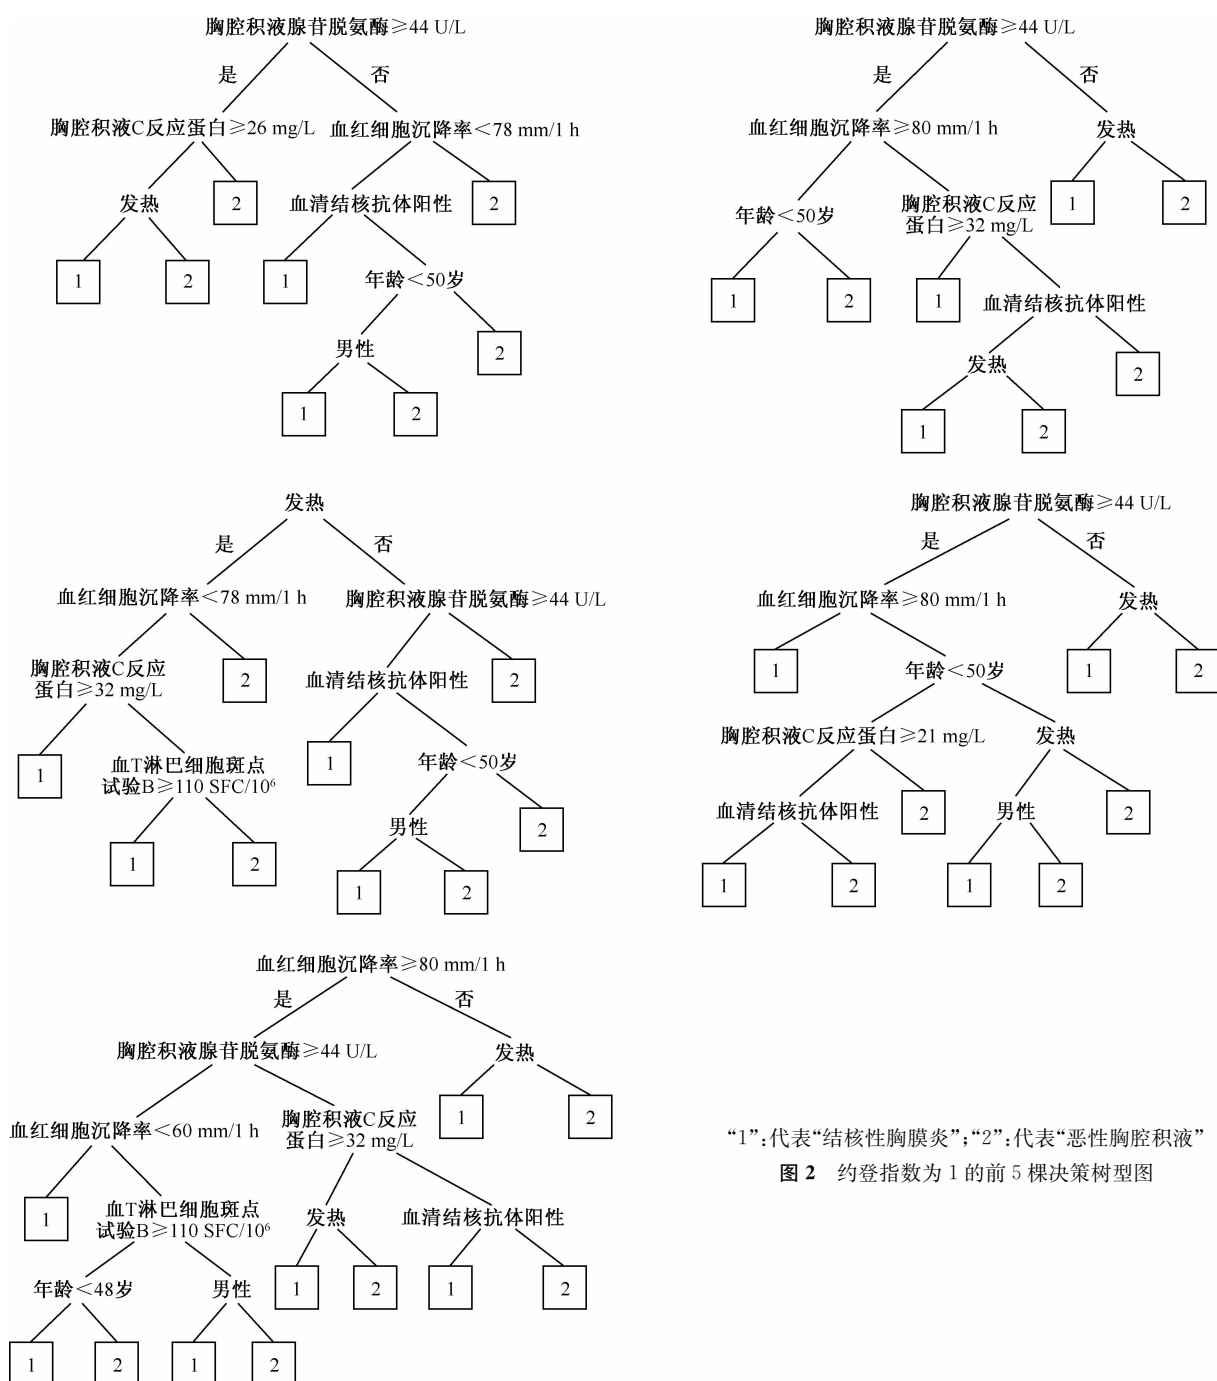 胸腔积液腺苷脱氨酶≥44 U/L
是
否
胸腔积液C反应蛋白≥26 mg/L
血红细胞沉降率<78 mm/1 h
发热
2
血清结核抗体阳性
2
1
2
1
年龄<50岁
男性
2
1
2
胸腔积液腺苷脱氨酶≥44 U/L
是
否
血红细胞沉降率≥80 mm/1 h
发热
年龄<50岁
胸腔积液C反应
蛋白≥32 mg/L
1
2
1
2
1
血清结核抗体阳性
发热
2
1
2
发热
是
否
血红细胞沉降率<78 mm/1 h
胸腔积液腺苷脱氨酶≥44 U/L
胸腔积液C反应
蛋白≥32 mg/L
2
血清结核抗体阳性
2
1
血T淋巴细胞斑点
试验B≥110 SFC/10⁶
1
年龄<50岁
1
2
男性
2
1
2
胸腔积液腺苷脱氨酶≥44 U/L
是
否
血红细胞沉降率≥80 mm/1 h
发热
1
年龄<50岁
1
2
胸腔积液C反应蛋白≥21 mg/L
发热
血清结核抗体阳性
2
男性
2
1
2
1
2
血红细胞沉降率≥80 mm/1 h
是
否
胸腔积液腺苷脱氨酶≥44 U/L
发热
血红细胞沉降率<60 mm/1 h
胸腔积液C反应
蛋白≥32 mg/L
1
2
1
血T淋巴细胞斑点
试验B≥110 SFC/10⁶
发热
血清结核抗体阳性
年龄<48岁
男性
1
2
1
2
1
2
1
2
“1”:代表“结核性胸膜炎”;“2”:代表“恶性胸腔积液”
图 2 约登指数为 1 的前 5 棵决策树型图